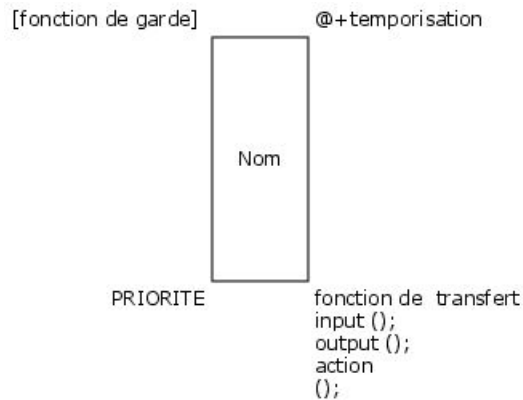 [fonction de garde]
@+temporisation
Nom
PRIORITE
fonction de transfert
input ();
output ();
action
();